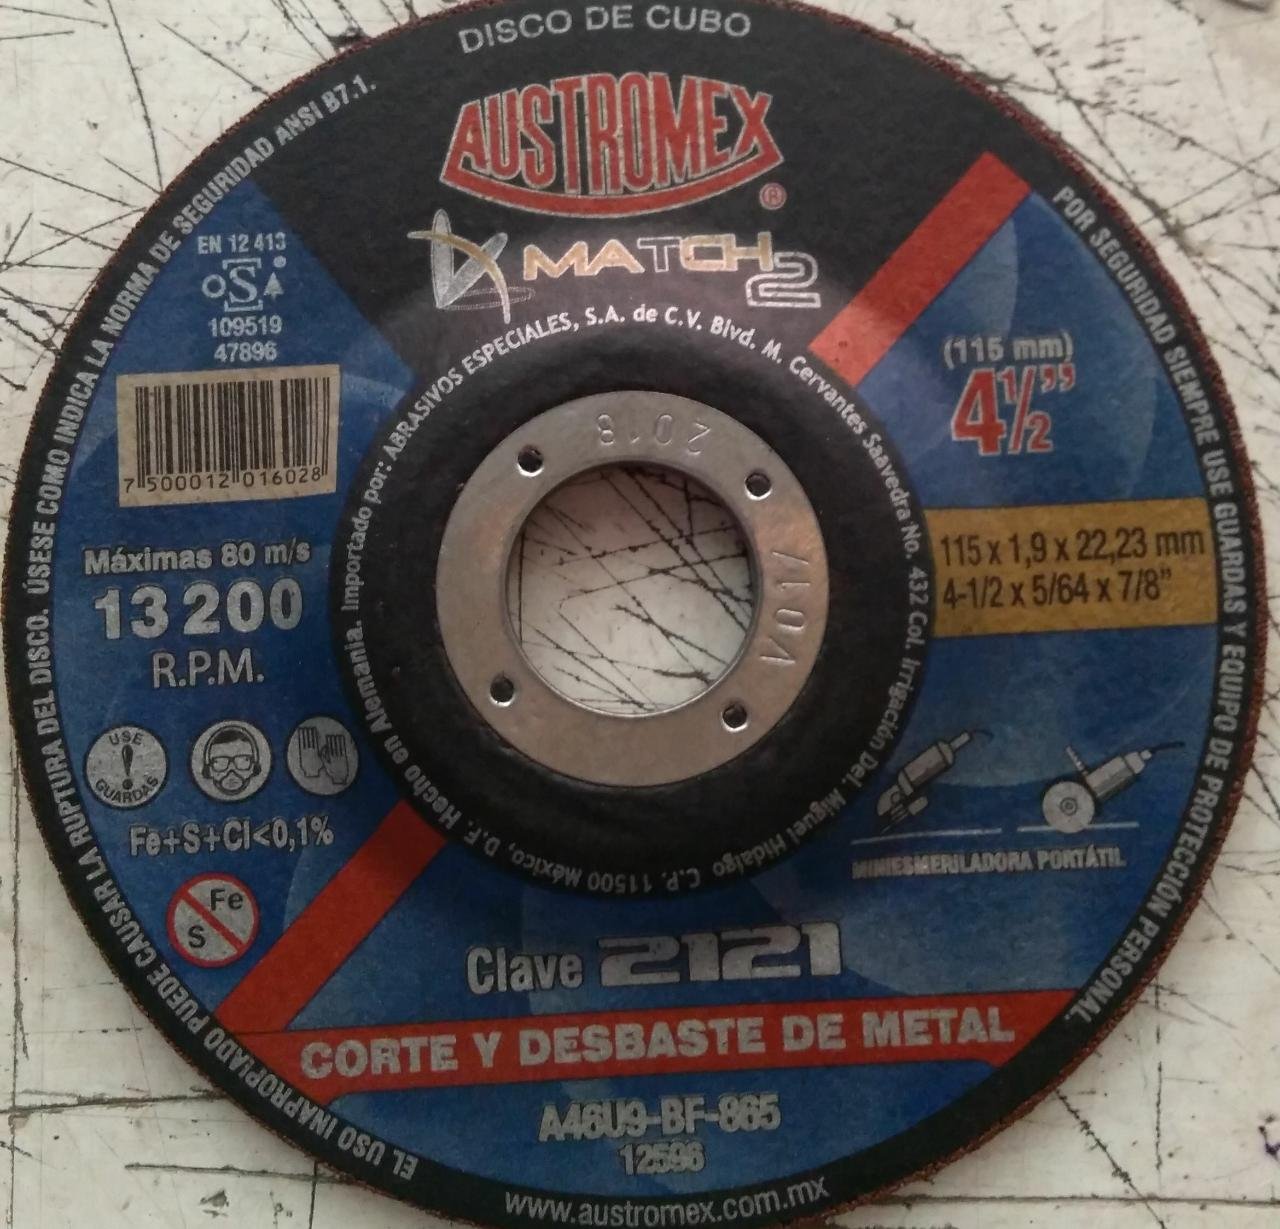 DISCO DE CUBO
AUSTROMEX
®
XMATCH2
EN 12 413
OSA
109519
47896
7 500012 016028
Máximas 80 m/s
13 200
R.P.M.
USE
GUARDAS
Fe+S+Cl<0,1%
Fe
S
(115 mm)
4½"
115 x 1,9 x 22,23 mm
4-1/2 x 5/64 x 7/8"
MINIESMERILADORA PORTÁTIL
2018
V017
Importado por: ABRASIVOS ESPECIALES, S.A. de C.V. Blvd. M. Cervantes Saavedra No. 432 Col. Irrigación Del. Miguel Hidalgo C.P. 11500 México, D.F. Hecho en Alemania.
Clave 2121
CORTE Y DESBASTE DE METAL
A46U9-BF-865
12596
www.austromex.com.mx
EL USO INAPROPIADO PUEDE CAUSAR LA RUPTURA DEL DISCO. ÚSESE COMO INDICA LA NORMA DE SEGURIDAD ANSI B7.1.
POR SEGURIDAD SIEMPRE USE GUARDAS Y EQUIPO DE PROTECCIÓN PERSONAL.